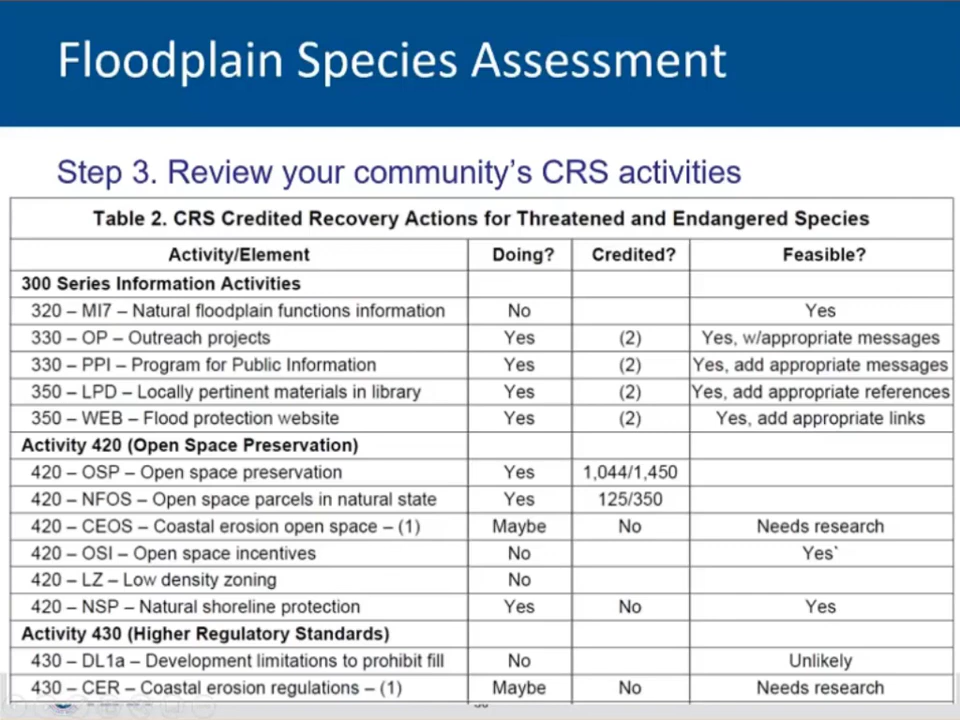 Floodplain Species Assessment
Step 3. Review your community's CRS activities
Table 2. CRS Credited Recovery Actions for Threatened and Endangered Species
Activity/Element Doing? Credited? Feasible?
300 Series Information Activities
320 – MI7 – Natural floodplain functions information No Yes
330 – OP – Outreach projects Yes (2) Yes, w/appropriate messages
330 – PPI – Program for Public Information Yes (2) Yes, add appropriate messages
350 – LPD – Locally pertinent materials in library Yes (2) Yes, add appropriate references
350 – WEB – Flood protection website Yes (2) Yes, add appropriate links
Activity 420 (Open Space Preservation)
420 – OSP – Open space preservation Yes 1,044/1,450
420 – NFOS – Open space parcels in natural state Yes 125/350
420 – CEOS – Coastal erosion open space – (1) Maybe No Needs research
420 – OSI – Open space incentives No Yes`
420 – LZ – Low density zoning No
420 – NSP – Natural shoreline protection Yes No Yes
Activity 430 (Higher Regulatory Standards)
430 – DL1a – Development limitations to prohibit fill No Unlikely
430 – CER – Coastal erosion regulations – (1) Maybe No Needs research